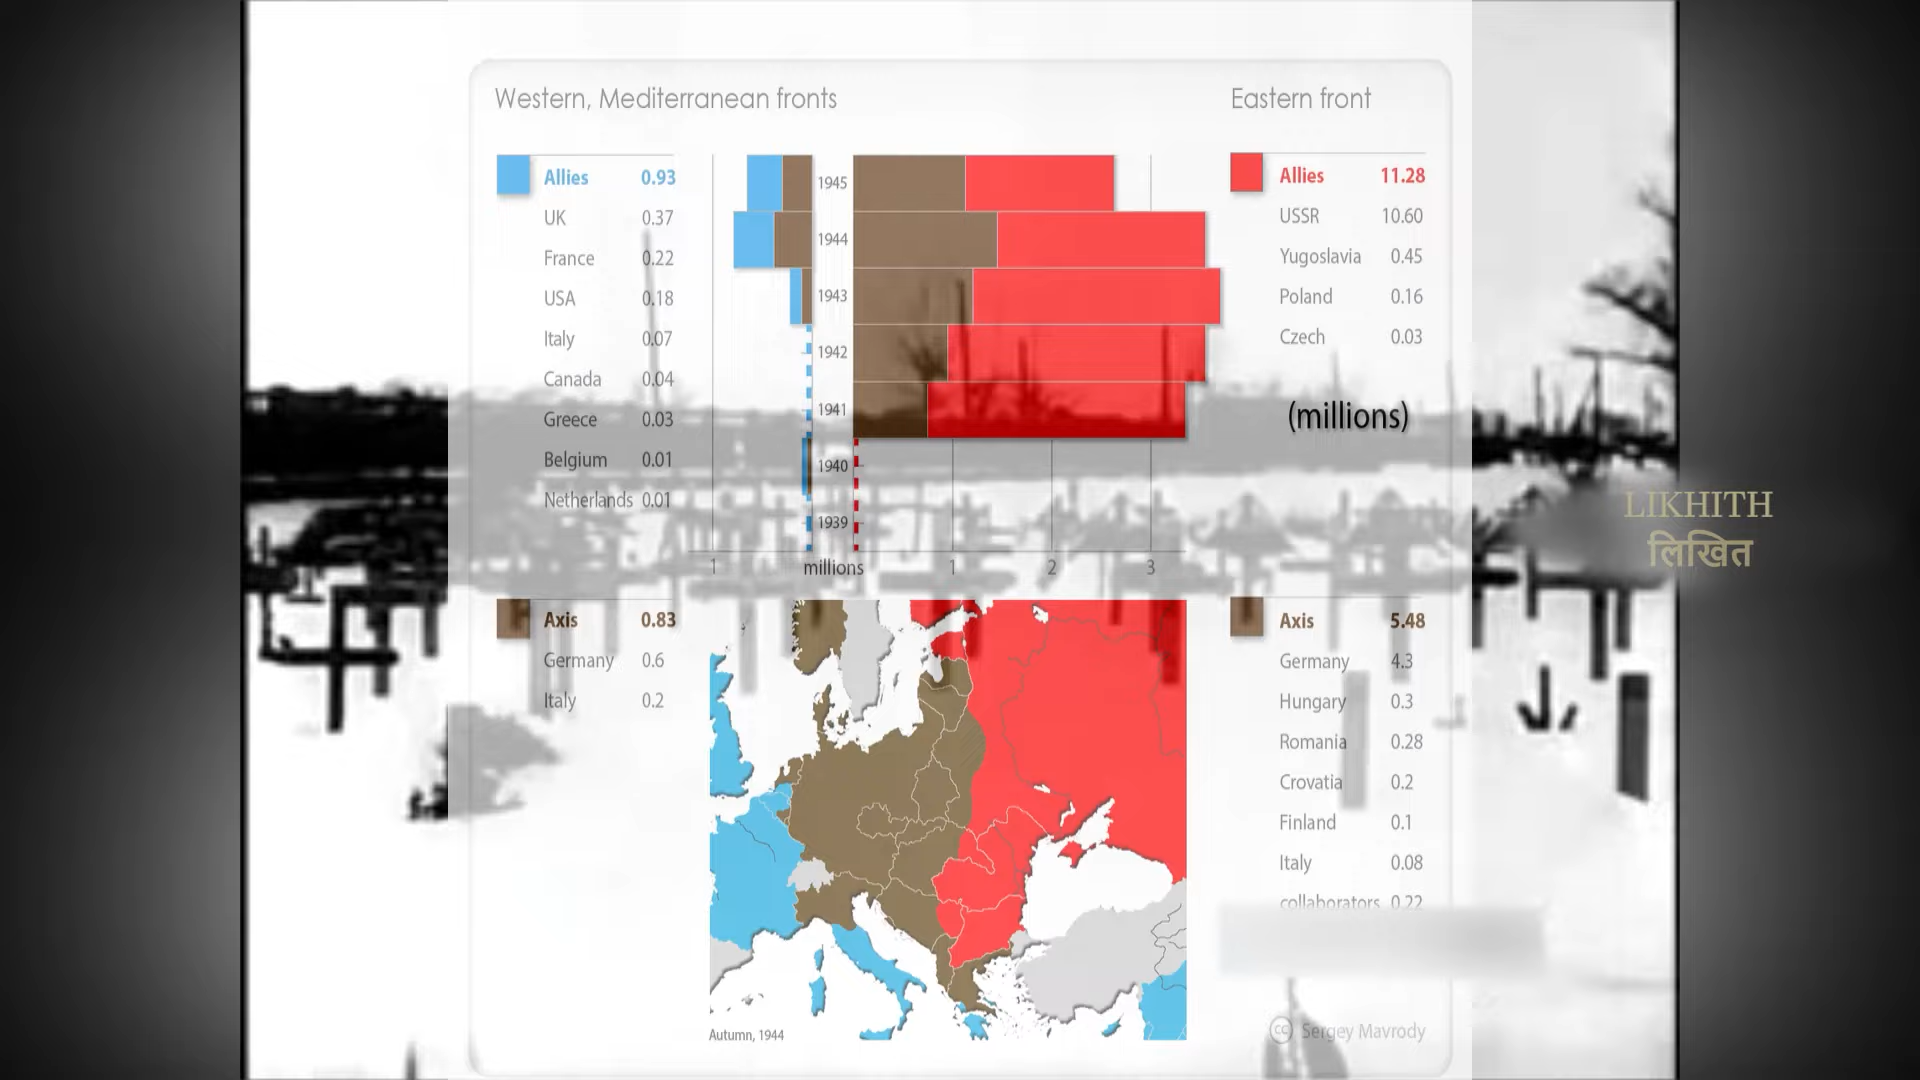 Western, Mediterranean fronts
Eastern front
Allies 0.93
UK 0.37
France 0.22
USA 0.18
Italy 0.07
Canada 0.04
Greece 0.03
Belgium 0.01
Netherlands 0.01
1945
1944
1943
1942
1941
1940
1939
1 millions 1 2 3
Allies 11.28
USSR 10.60
Yugoslavia 0.45
Poland 0.16
Czech 0.03
(millions)
LIKHITH
लिखित
Axis 0.83
Germany 0.6
Italy 0.2
Autumn, 1944
Axis 5.48
Germany 4.3
Hungary 0.3
Romania 0.28
Crovatia 0.2
Finland 0.1
Italy 0.08
collaborators 0.22
cc Sergey Mavrody